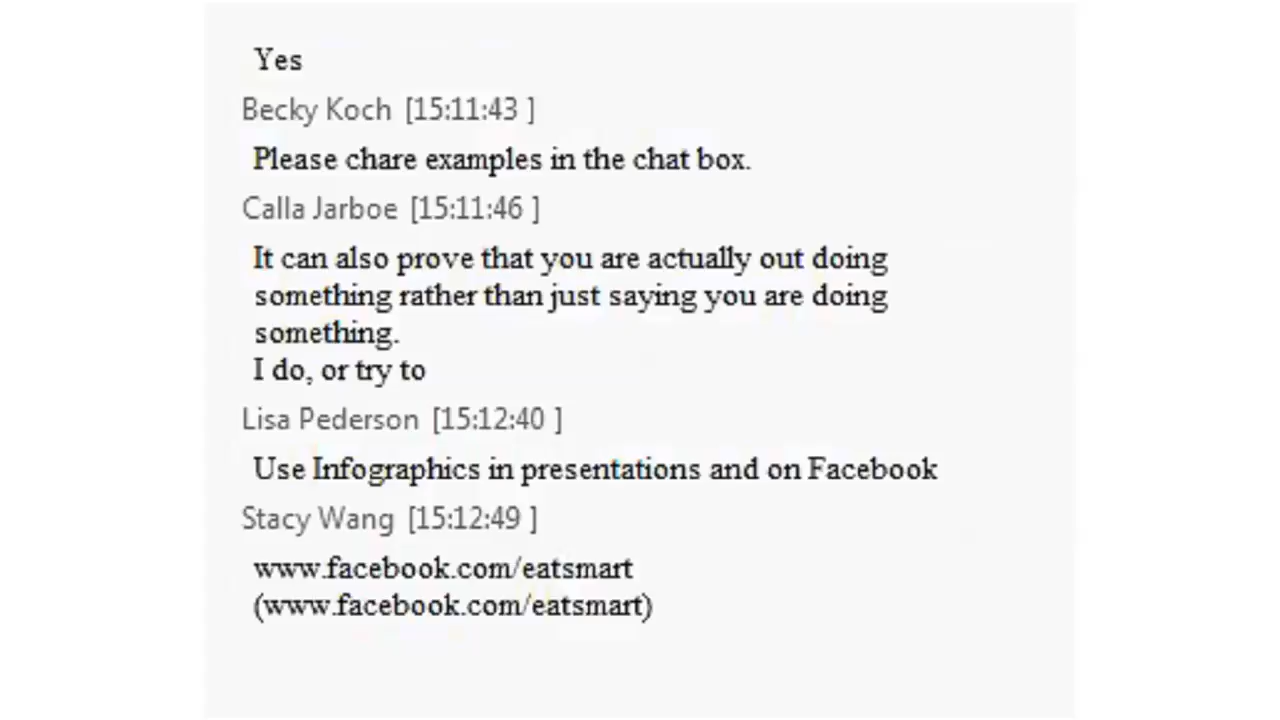 Yes
Becky Koch [15:11:43 ]
Please chare examples in the chat box.
Calla Jarboe [15:11:46 ]
It can also prove that you are actually out doing
something rather than just saying you are doing
something.
I do, or try to
Lisa Pederson [15:12:40 ]
Use Infographics in presentations and on Facebook
Stacy Wang [15:12:49 ]
www.facebook.com/eatsmart
(www.facebook.com/eatsmart)